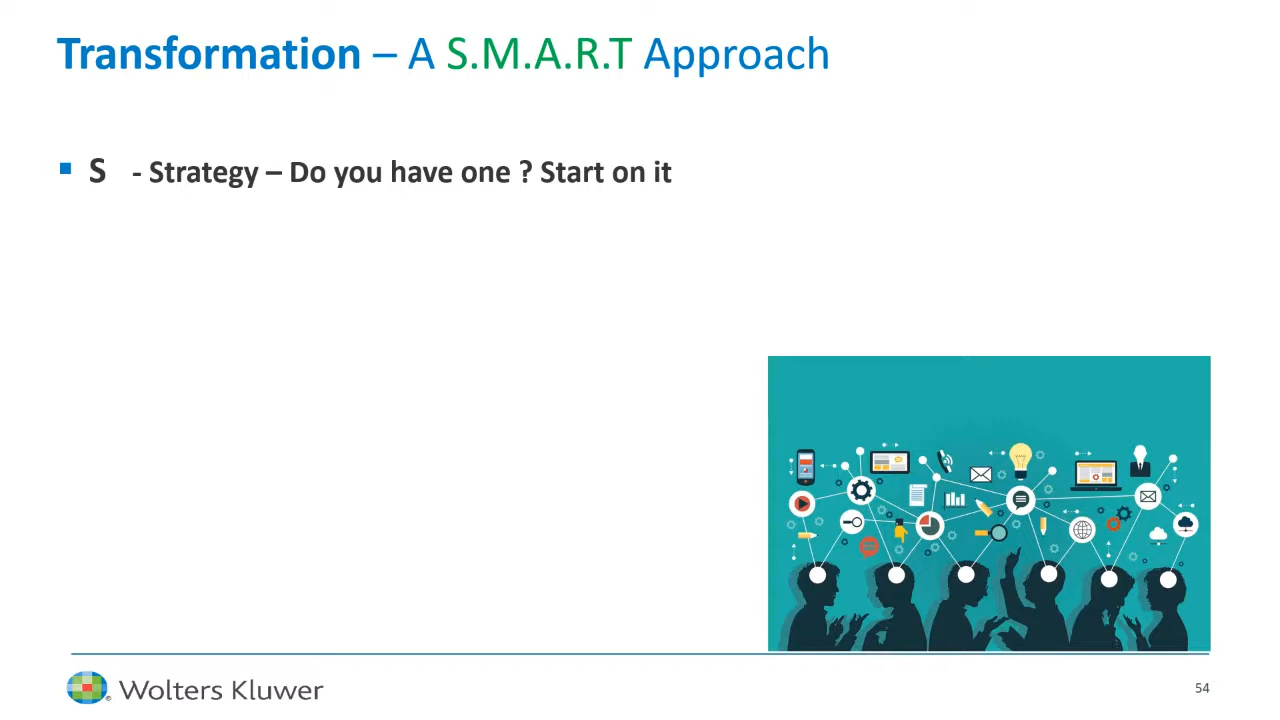 Transformation – A S.M.A.R.T Approach
▪ S - Strategy – Do you have one ? Start on it
Wolters Kluwer
54